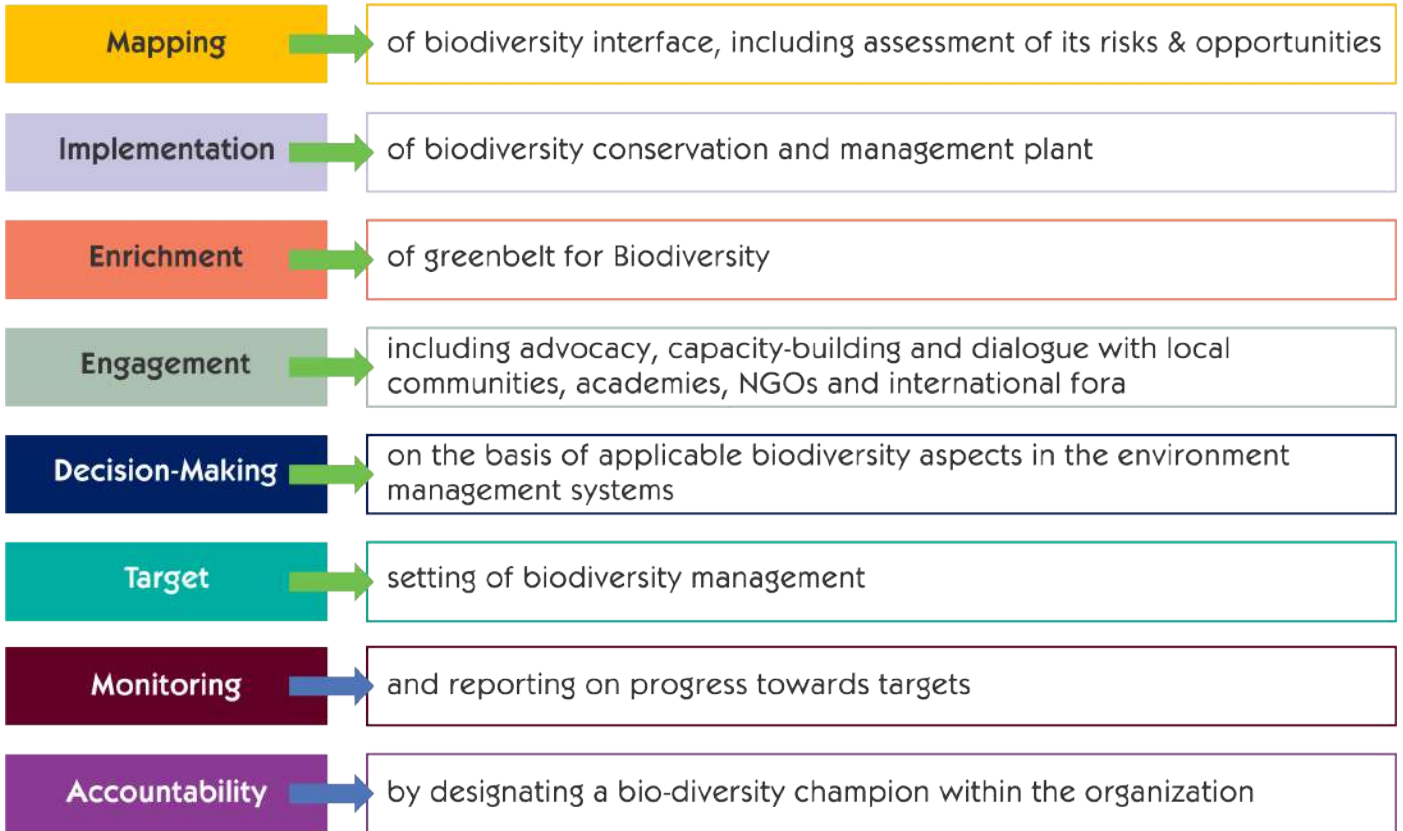 Mapping
of biodiversity interface, including assessment of its risks & opportunities
Implementation
of biodiversity conservation and management plant
Enrichment
of greenbelt for Biodiversity
Engagement
including advocacy, capacity-building and dialogue with local
communities, academies, NGOs and international fora
Decision-Making
on the basis of applicable biodiversity aspects in the environment
management systems
Target
setting of biodiversity management
Monitoring
and reporting on progress towards targets
Accountability
by designating a bio-diversity champion within the organization